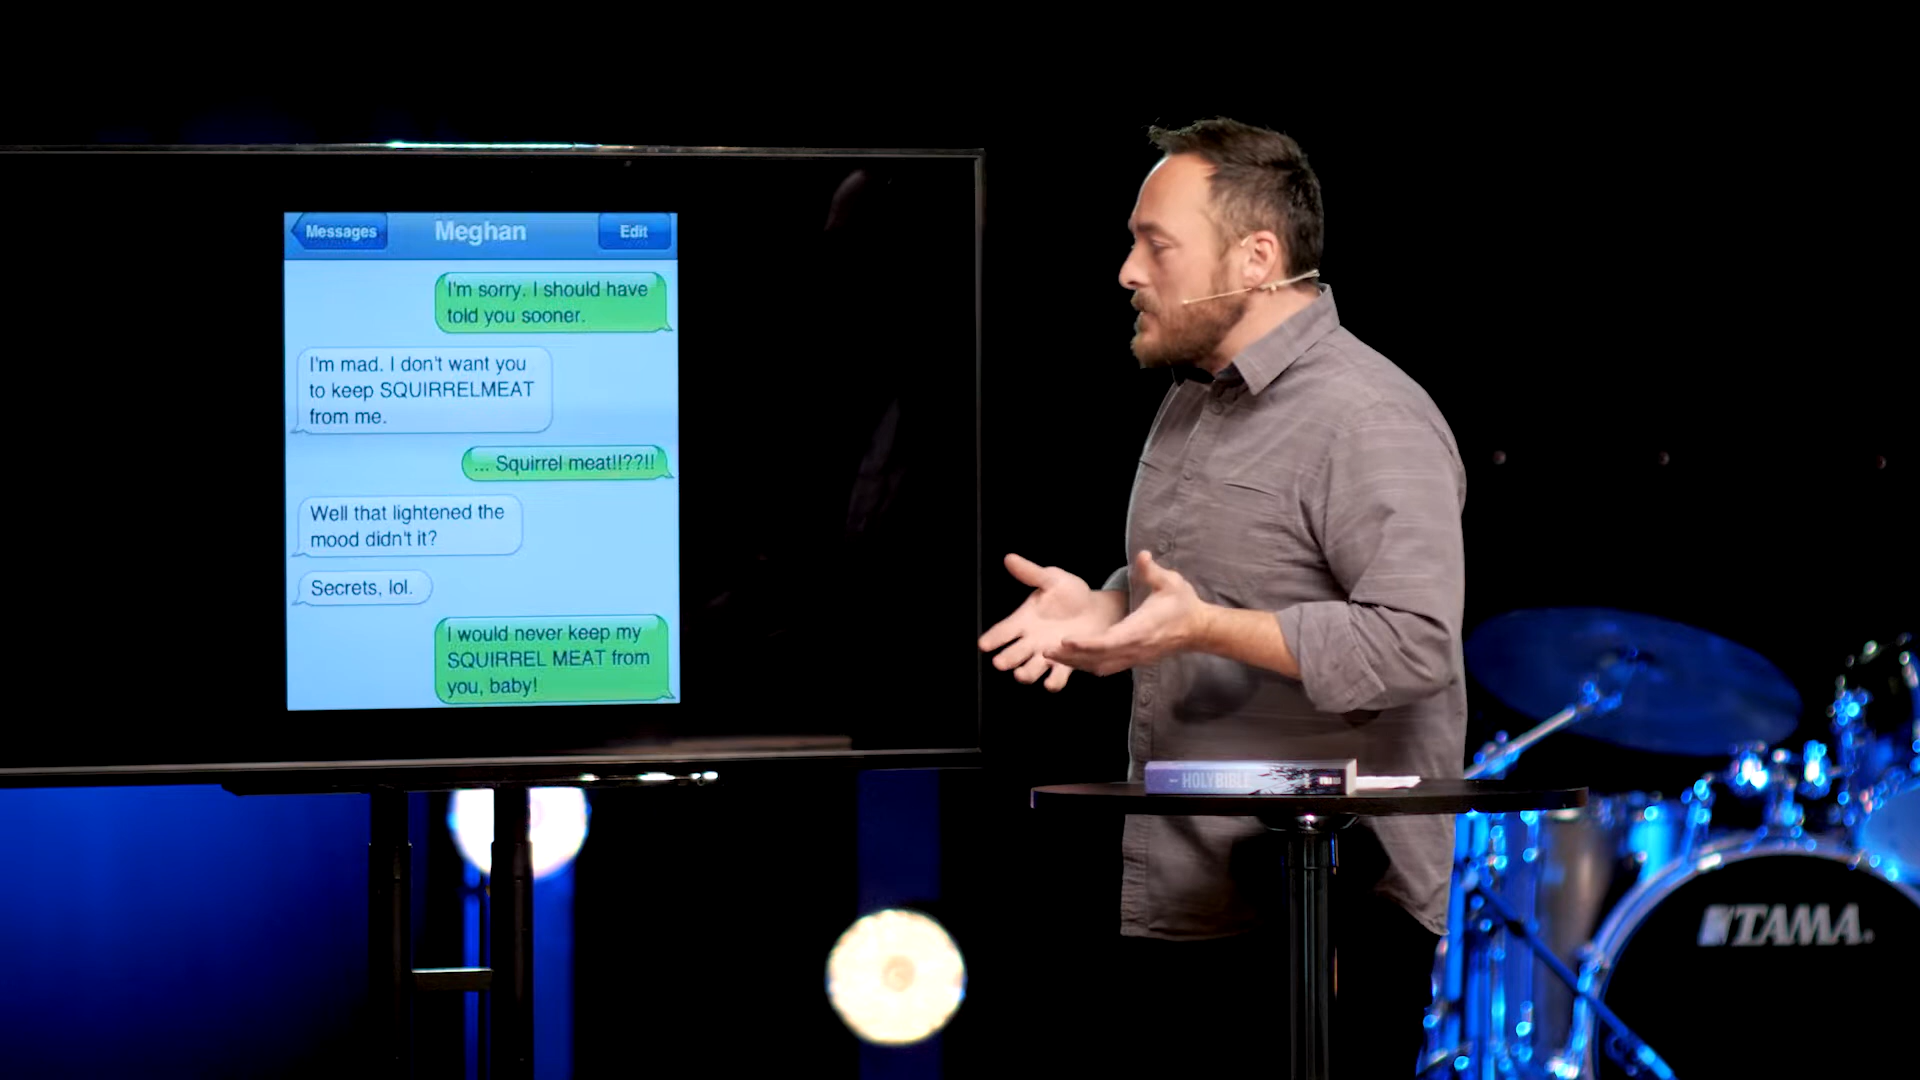 Messages
Meghan
Edit
I'm sorry. I should have
told you sooner.
I'm mad. I don't want you
to keep SQUIRRELMEAT
from me.
... Squirrel meat!!??!!
Well that lightened the
mood didn't it?
Secrets, lol.
I would never keep my
SQUIRREL MEAT from
you, baby!
HOLY BIBLE
TAMA